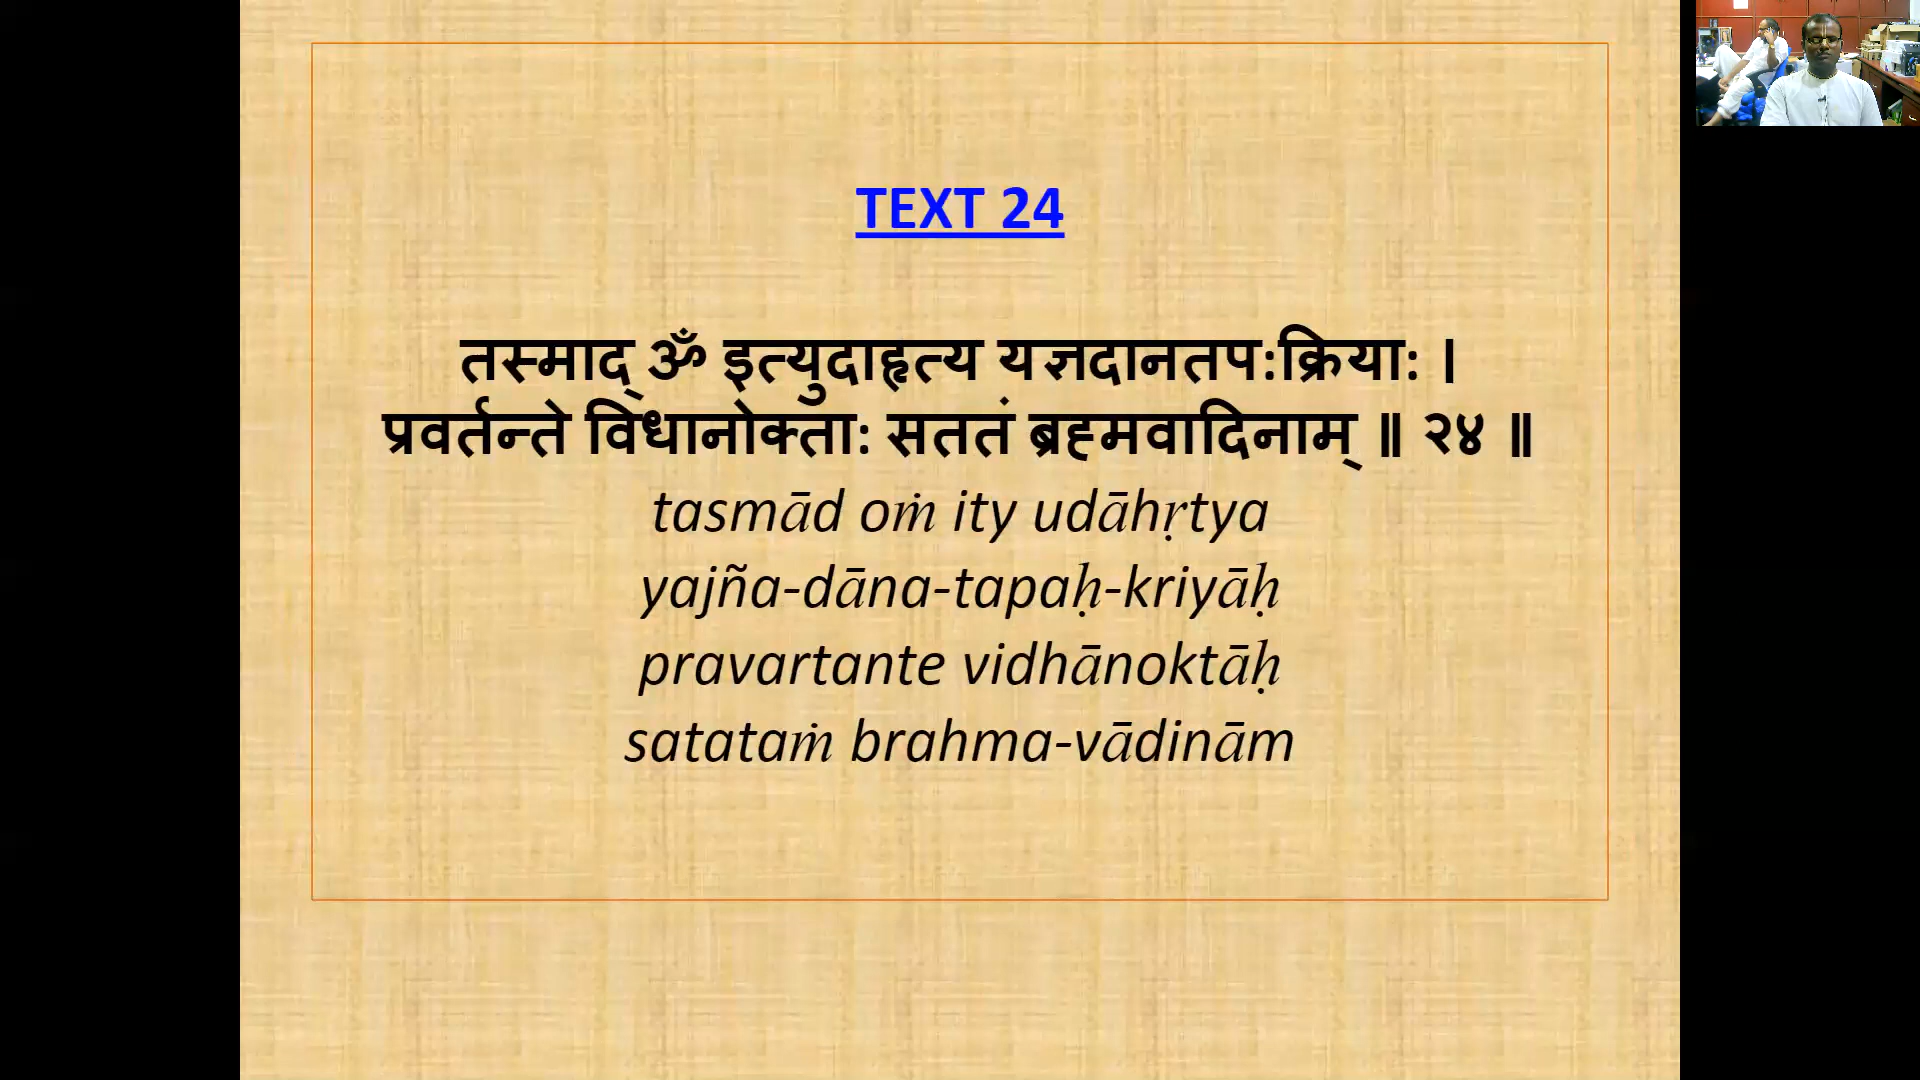 TEXT 24
तस्माद् ॐ इत्युदाहृत्य यज्ञदानतप:क्रिया: ।
प्रवर्तन्ते विधानोक्ता: सततं ब्रह्मवादिनाम् ॥ २४ ॥
tasmād oṁ ity udāhṛtya
yajña-dāna-tapaḥ-kriyāḥ
pravartante vidhānoktāḥ
satataṁ brahma-vādinām